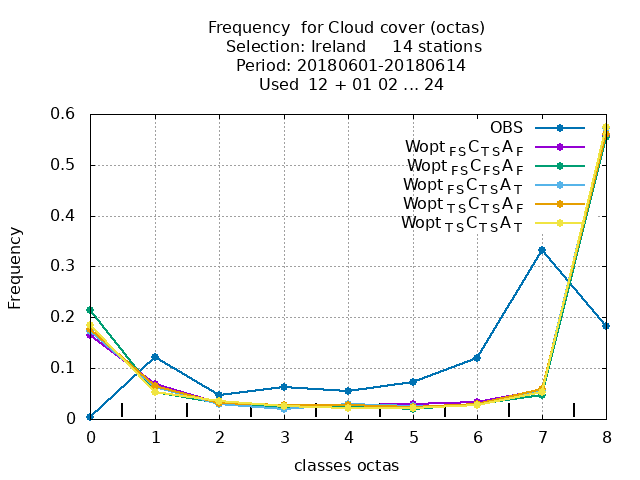 Frequency  for Cloud cover (octas)
Selection: Ireland     14 stations
Period: 20180601-20180614
Used  12 + 01 02 ... 24
OBS
Wopt FS C TS A F
Wopt FS C FS A F
Wopt FS C TS A T
Wopt TS C TS A F
Wopt TS C TS A T
0.6
0.5
0.4
0.3
0.2
0.1
0
Frequency
0 1 2 3 4 5 6 7 8
classes octas